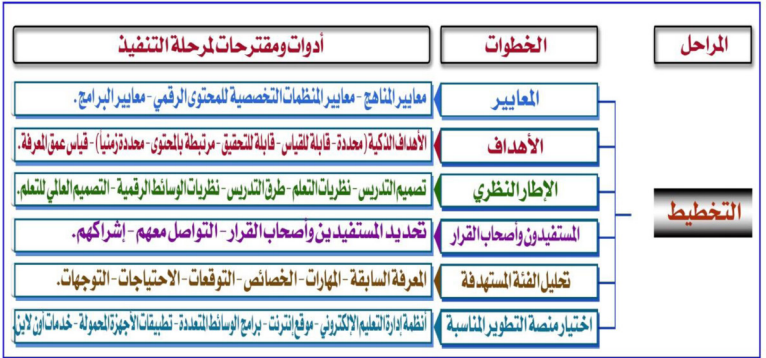 المراحل الخطوات أدوات ومقترحات لمرحلة التنفيذ
المعايير معايير المناهج - معايير المنظمات التخصصية للمحتوى الرقمي - معايير البرامج.
الأهداف الأهداف الذكية (محددة - قابلة للقياس - قابلة للتحقيق - مرتبطة بالمحتوى - محددة زمنياً) - قياس عمق المعرفة.
الإطار النظري تصميم التدريس - نظريات التعلم - طرق التدريس - نظريات الوسائط الرقمية - التصميم العالمي للتعلم.
التخطيط
المستفيدون وأصحاب القرار تحديد المستفيدين وأصحاب القرار - التواصل معهم - إشراكهم.
تحليل الفئة المستهدفة المعرفة السابقة - المهارات - الخصائص - التوقعات - الاحتياجات - التوجهات.
اختيار منصة التطوير المناسبة انظمة إدارة التعليم الإلكتروني - موقع إنترنت - برامج الوسائط المتعددة - تطبيقات الأجهزة المحمولة - خدمات أون لاين.